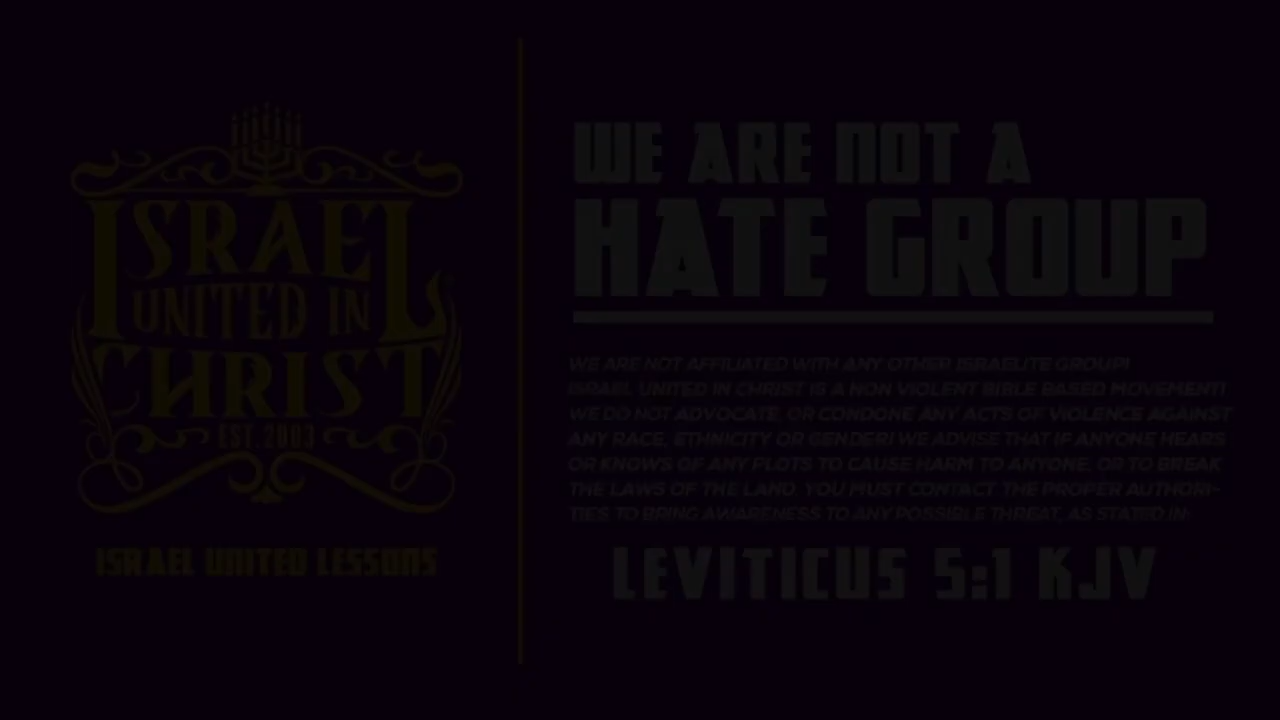 ISRAEL
UNITED IN
CHRIST
EST. 2003
ISRAEL UNITED LESSONS
WE ARE NOT A
HATE GROUP
WE ARE NOT AFFILIATED WITH ANY OTHER ISRAELITE GROUP!
ISRAEL UNITED IN CHRIST IS A NON VIOLENT BIBLE BASED MOVEMENT!
WE DO NOT ADVOCATE, OR CONDONE ANY ACTS OF VIOLENCE AGAINST
ANY RACE, ETHNICITY OR GENDER! WE ADVISE THAT IF ANYONE HEARS
OR KNOWS OF ANY PLOTS TO CAUSE HARM TO ANYONE, OR TO BREAK
THE LAWS OF THE LAND, YOU MUST CONTACT THE PROPER AUTHORI-
TIES TO BRING AWARENESS TO ANY POSSIBLE THREAT, AS STATED IN:
LEVITICUS 5:1 KJV